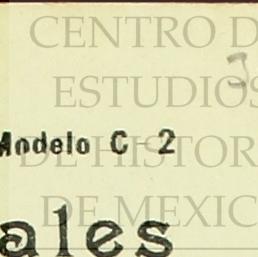 CENTRO D
ESTUDIOS
Modelo C-2
DE HISTOR
DE MEXIC
ales